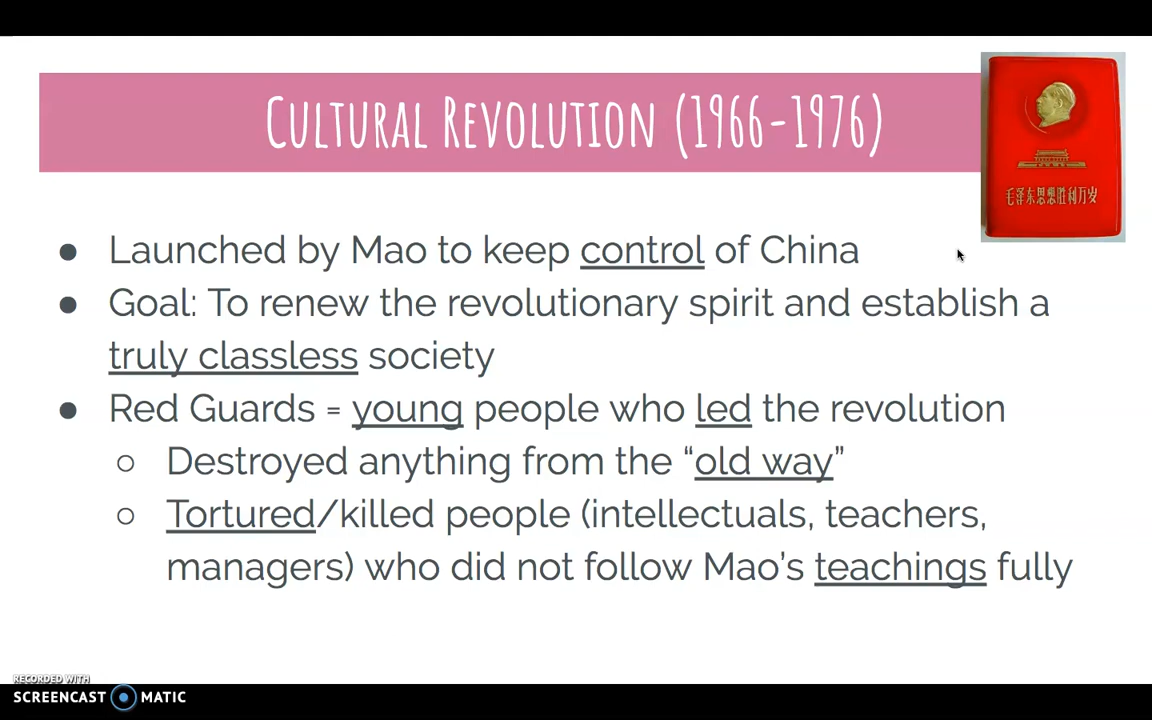 Cultural Revolution (1966-1976)
毛泽东思想胜利万岁
● Launched by Mao to keep control of China
● Goal: To renew the revolutionary spirit and establish a
truly classless society
● Red Guards = young people who led the revolution
○ Destroyed anything from the “old way”
○ Tortured/killed people (intellectuals, teachers,
managers) who did not follow Mao’s teachings fully
RECORDED WITH
SCREENCAST MATIC